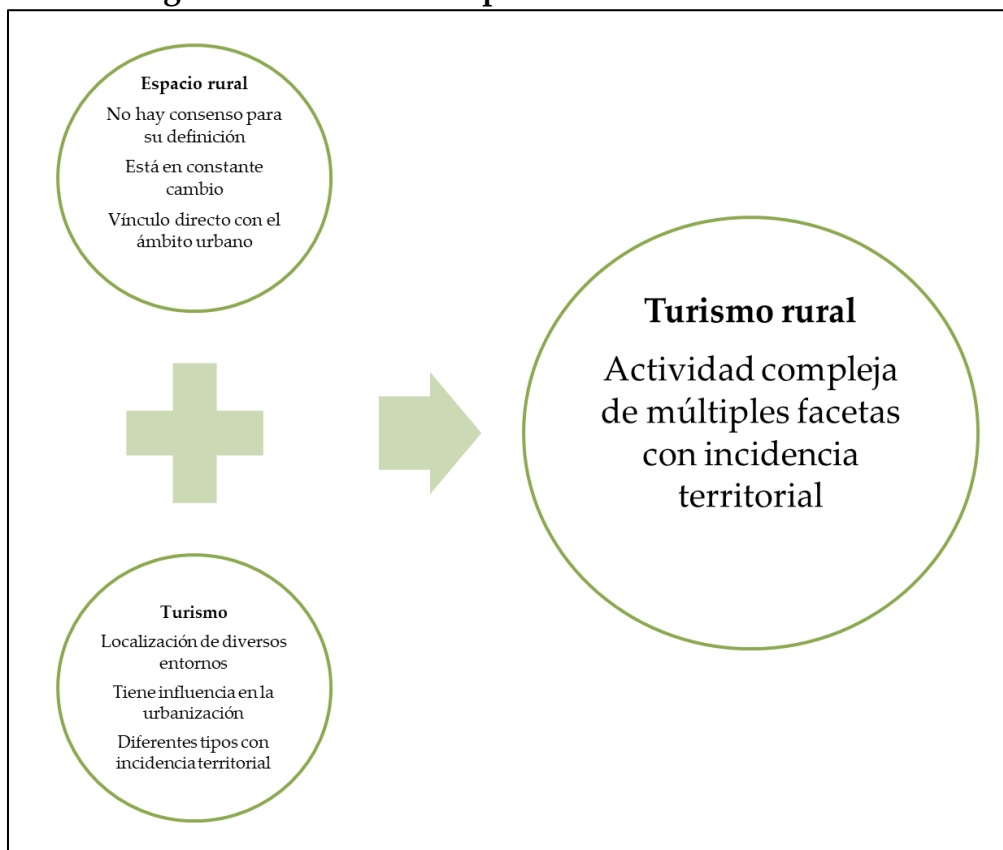 Espacio rural
No hay consenso para
su definición
Está en constante
cambio
Vínculo directo con el
ámbito urbano
Turismo rural
Actividad compleja
de múltiples facetas
con incidencia
territorial
Turismo
Localización de diversos
entornos
Tiene influencia en la
urbanización
Diferentes tipos con
incidencia territorial